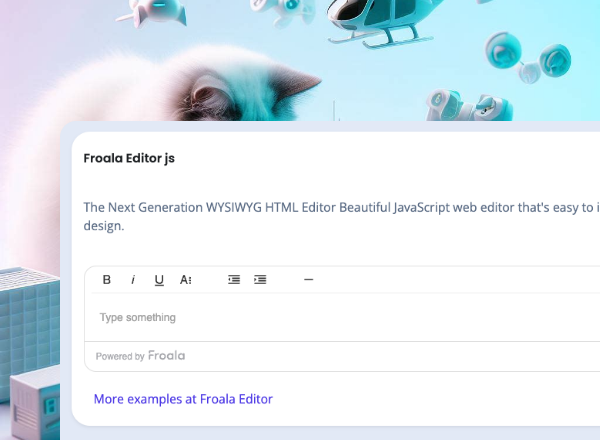 Froala Editor js
The Next Generation WYSIWYG HTML Editor Beautiful JavaScript web editor that's easy to i
design.
B i U A
Type something
Powered by Froala
More examples at Froala Editor